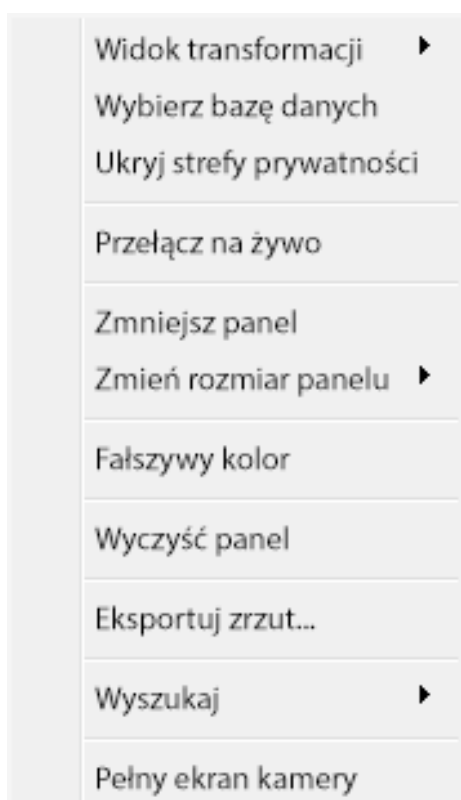 Widok transformacji
Wybierz bazę danych
Ukryj strefy prywatności
Przełącz na żywo
Zmniejsz panel
Zmień rozmiar panelu
Fałszywy kolor
Wyczyść panel
Eksportuj zrzut...
Wyszukaj
Pełny ekran kamery